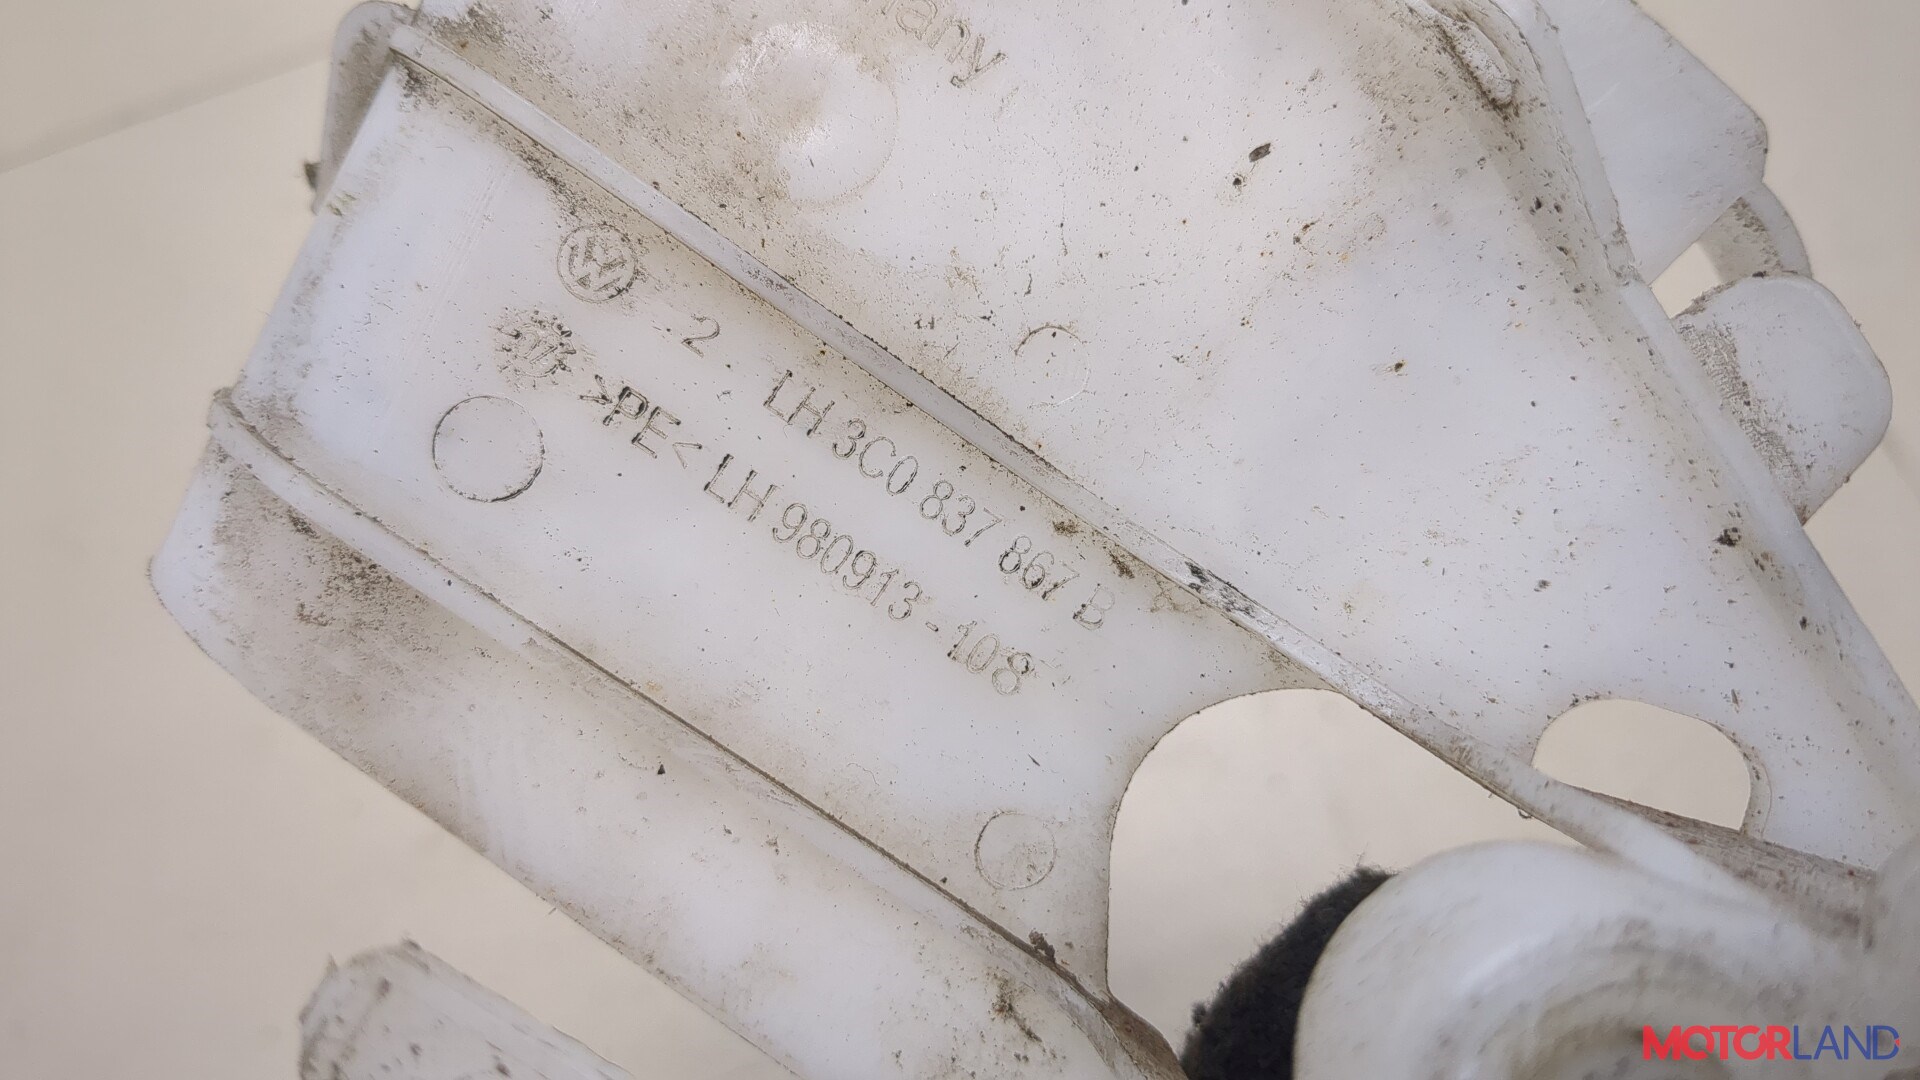 any
2 LH 3C0 837 867 B
>PE< LH 980913-108
MOTORLAND